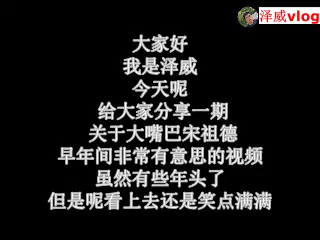 泽威vlog
大家好
我是泽威
今天呢
给大家分享一期
关于大嘴巴宋祖德
早年间非常有意思的视频
虽然有些年头了
但是呢看上去还是笑点满满